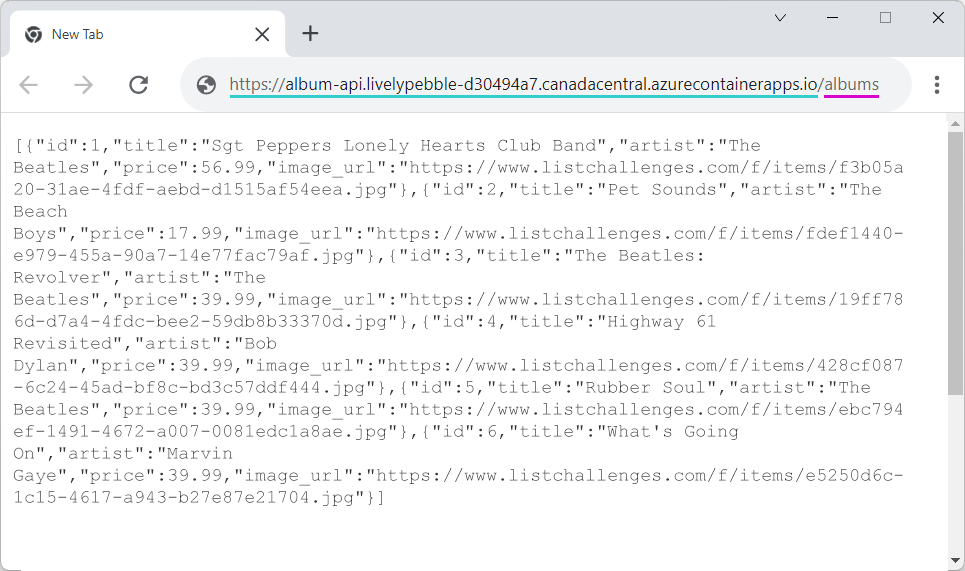 New Tab
https://album-api.livelypebble-d30494a7.canadacentral.azurecontainerapps.io/albums
[{"id":1,"title":"Sgt Peppers Lonely Hearts Club Band","artist":"The
Beatles","price":56.99,"image_url":"https://www.listchallenges.com/f/items/f3b05a
20-31ae-4fdf-aebd-d1515af54eea.jpg"},{"id":2,"title":"Pet Sounds","artist":"The
Beach
Boys","price":17.99,"image_url":"https://www.listchallenges.com/f/items/fdef1440-
e979-455a-90a7-14e77fac79af.jpg"},{"id":3,"title":"The Beatles:
Revolver","artist":"The
Beatles","price":39.99,"image_url":"https://www.listchallenges.com/f/items/19ff78
6d-d7a4-4fdc-bee2-59db8b33370d.jpg"},{"id":4,"title":"Highway 61
Revisited","artist":"Bob
Dylan","price":39.99,"image_url":"https://www.listchallenges.com/f/items/428cf087
-6c24-45ad-bf8c-bd3c57ddf444.jpg"},{"id":5,"title":"Rubber Soul","artist":"The
Beatles","price":39.99,"image_url":"https://www.listchallenges.com/f/items/ebc794
ef-1491-4672-a007-0081edc1a8ae.jpg"},{"id":6,"title":"What's Going
On","artist":"Marvin
Gaye","price":39.99,"image_url":"https://www.listchallenges.com/f/items/e5250d6c-
1c15-4617-a943-b27e87e21704.jpg"}]